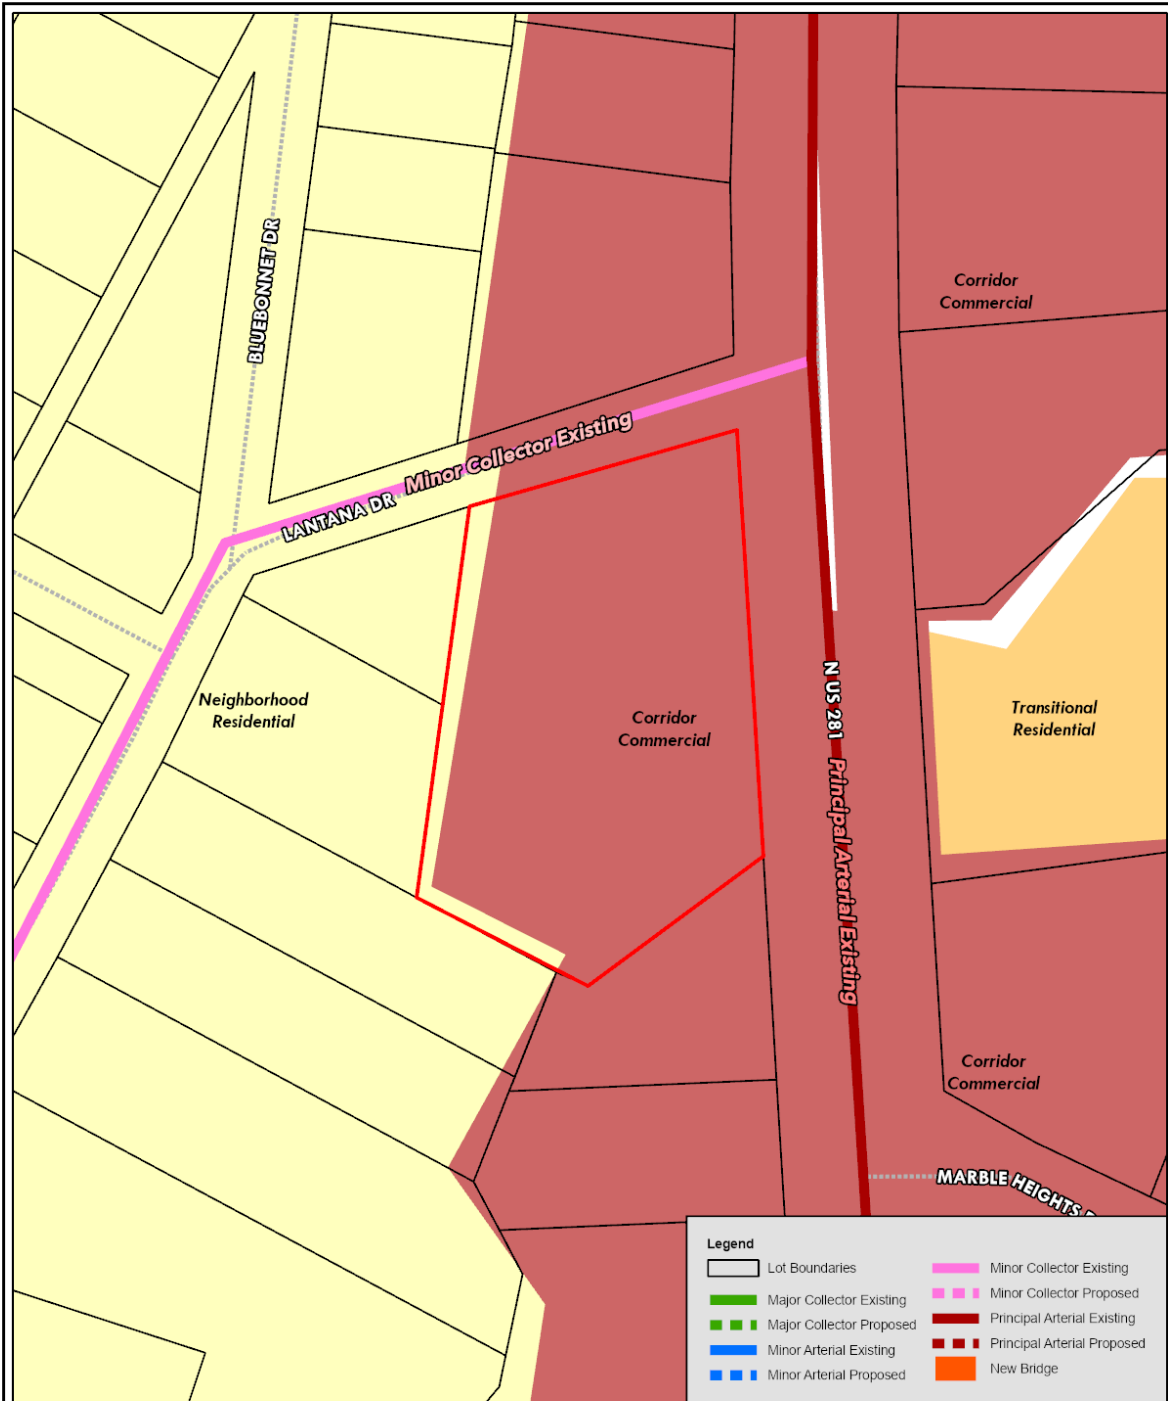 BLUEBONNET DR
Corridor
Commercial
Minor Collector Existing
LANTANA DR
Neighborhood
Residential
Corridor
Commercial
N US 281
Principal Arterial Existing
Transitional
Residential
Corridor
Commercial
MARBLE HEIGHTS
Legend
Lot Boundaries
Major Collector Existing
Major Collector Proposed
Minor Arterial Existing
Minor Arterial Proposed
Minor Collector Existing
Minor Collector Proposed
Principal Arterial Existing
Principal Arterial Proposed
New Bridge